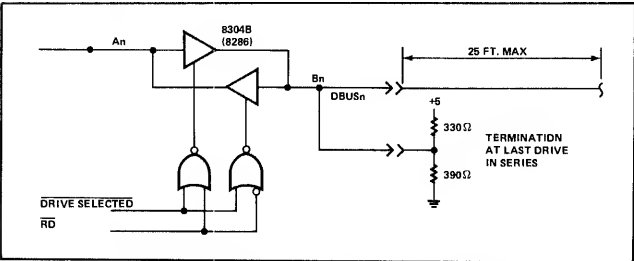 8304B
(8286)
An
25 FT. MAX
Bn
DBUSn
+5
330Ω
TERMINATION
AT LAST DRIVE
IN SERIES
390Ω
DRIVE SELECTED
RD